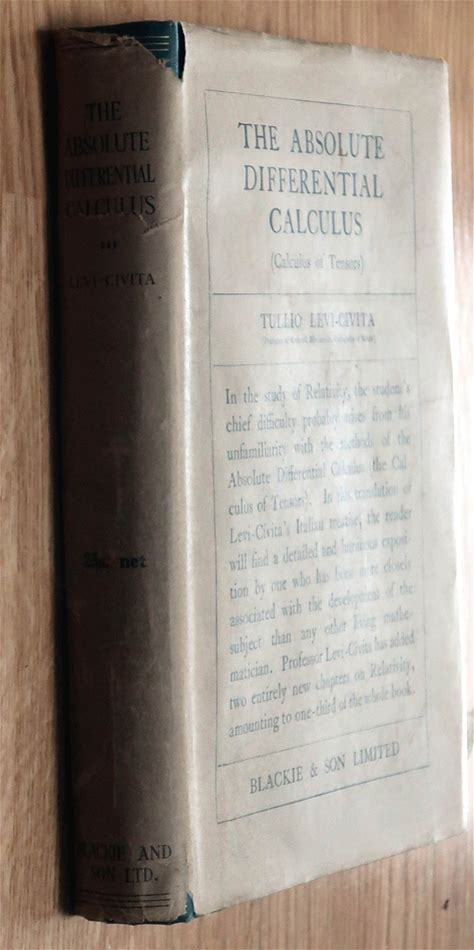 THE
ABSOLUTE
DIFFERENTIAL
CALCULUS
LEVI-CIVITA
25s. net
BLACKIE AND
SON LTD.
THE ABSOLUTE
DIFFERENTIAL
CALCULUS
(Calculus of Tensors)
TULLIO LEVI-CIVITA
In the study of Relativity, the student's
chief difficulty probably arises from his
unfamiliarity with the methods of the
Absolute Differential Calculus (the Cal-
culus of Tensors). In this translation of
Levi-Civita's Italian treatise, the reader
will find a detailed and luminous exposi-
tion by one who has been more closely
associated with the development of the
subject than any other living mathe-
matician. Professor Levi-Civita has added
two entirely new chapters on Relativity,
amounting to one-third of the whole book.
BLACKIE & SON LIMITED